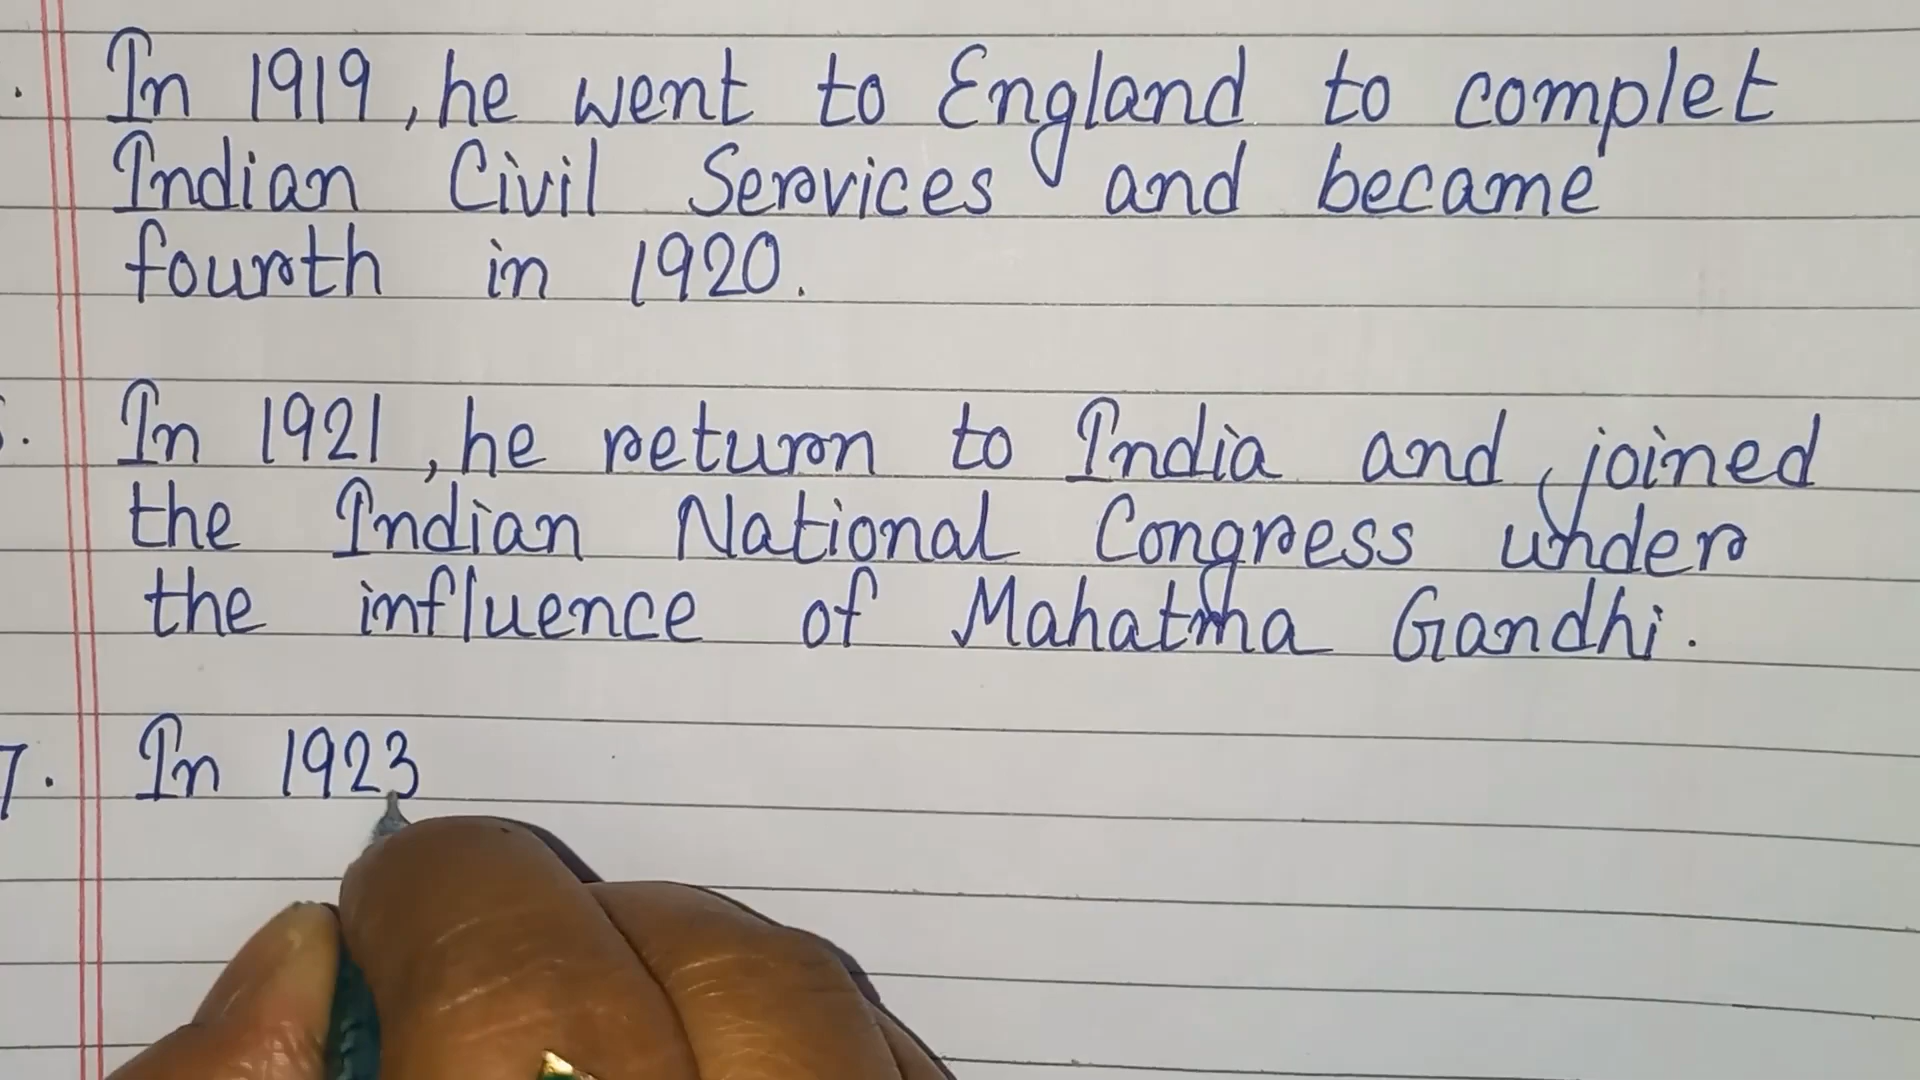 . In 1919, he went to England to complet
Indian Civil Services and became
fourth in 1920.
. In 1921, he return to India and joined
the Indian National Congress under
the influence of Mahatma Gandhi.
7. In 1923